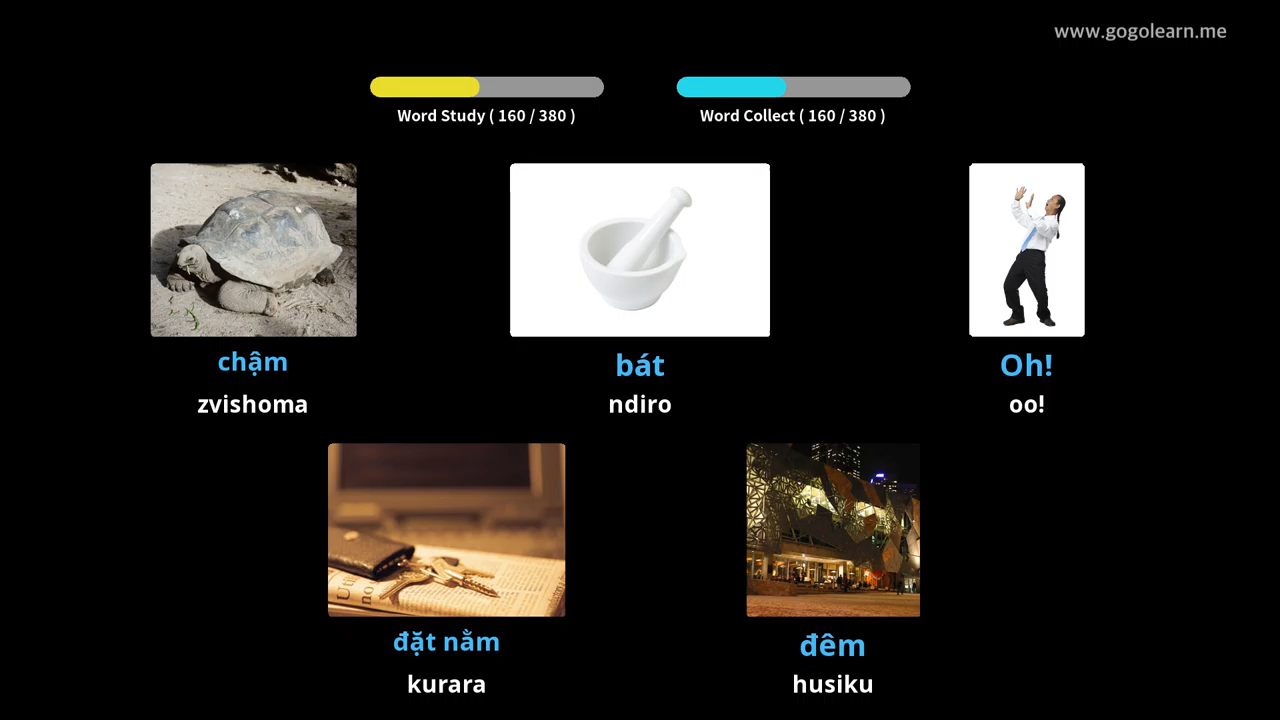 www.gogolearn.me
Word Study ( 160 / 380 )
Word Collect ( 160 / 380 )
chậm
zvishoma
bát
ndiro
Oh!
oo!
đặt nằm
kurara
đêm
husiku